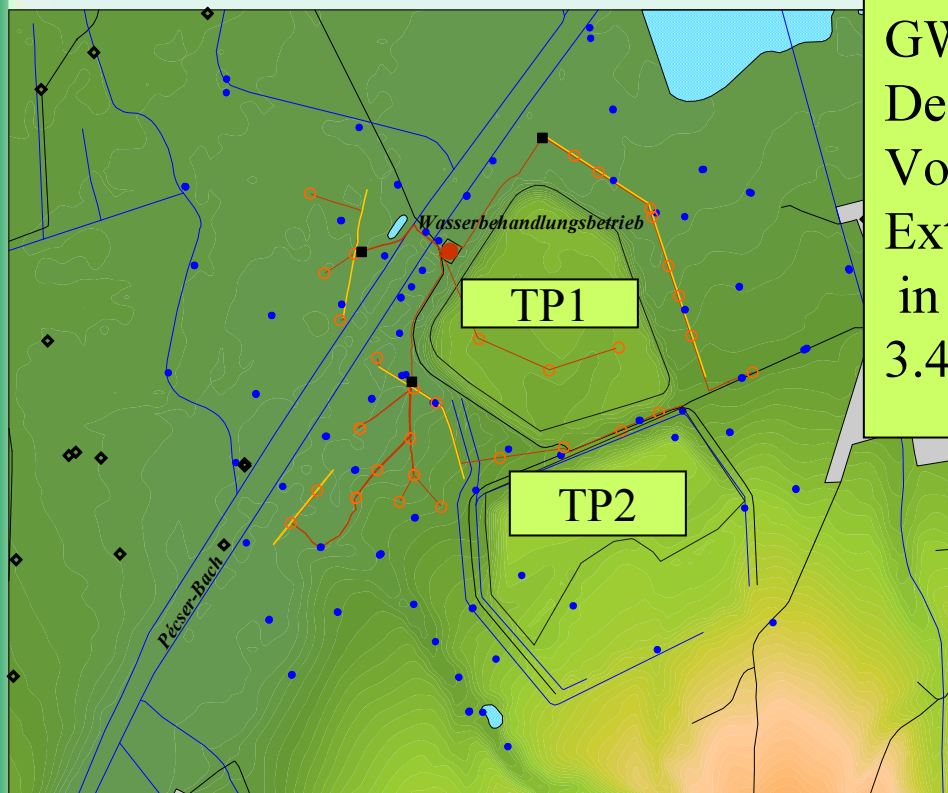 GW
De
Vo
Ext
in
3.4
Wasserbehandlungsbetrieb
TP1
TP2
Pécser-Bach